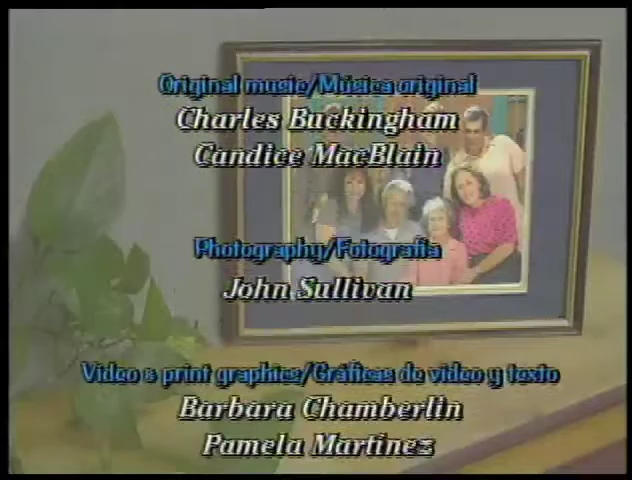 Original music/Música original
Charles Buckingham
Candice MacBlain
Photography/Fotografía
John Sullivan
Video & print graphics/Gráficas de video y texto
Barbara Chamberlin
Pamela Martinez